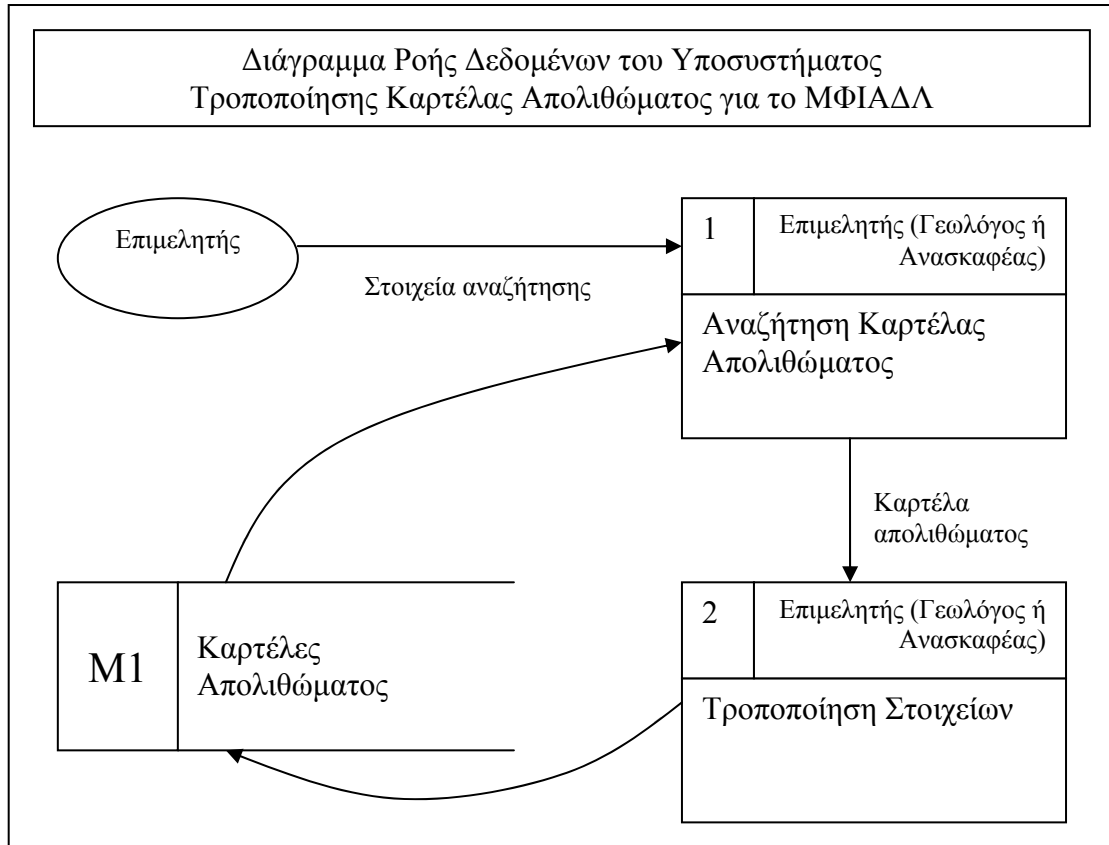 Διάγραμμα Ροής Δεδομένων του Υποσυστήματος
Τροποποίησης Καρτέλας Απολιθώματος για το ΜΦΙΑΔΛ
Επιμελητής
Στοιχεία αναζήτησης
1
Επιμελητής (Γεωλόγος ή
Ανασκαφέας)
Αναζήτηση Καρτέλας
Απολιθώματος
Καρτέλα
απολιθώματος
M1
Καρτέλες
Απολιθώματος
2
Επιμελητής (Γεωλόγος ή
Ανασκαφέας)
Τροποποίηση Στοιχείων